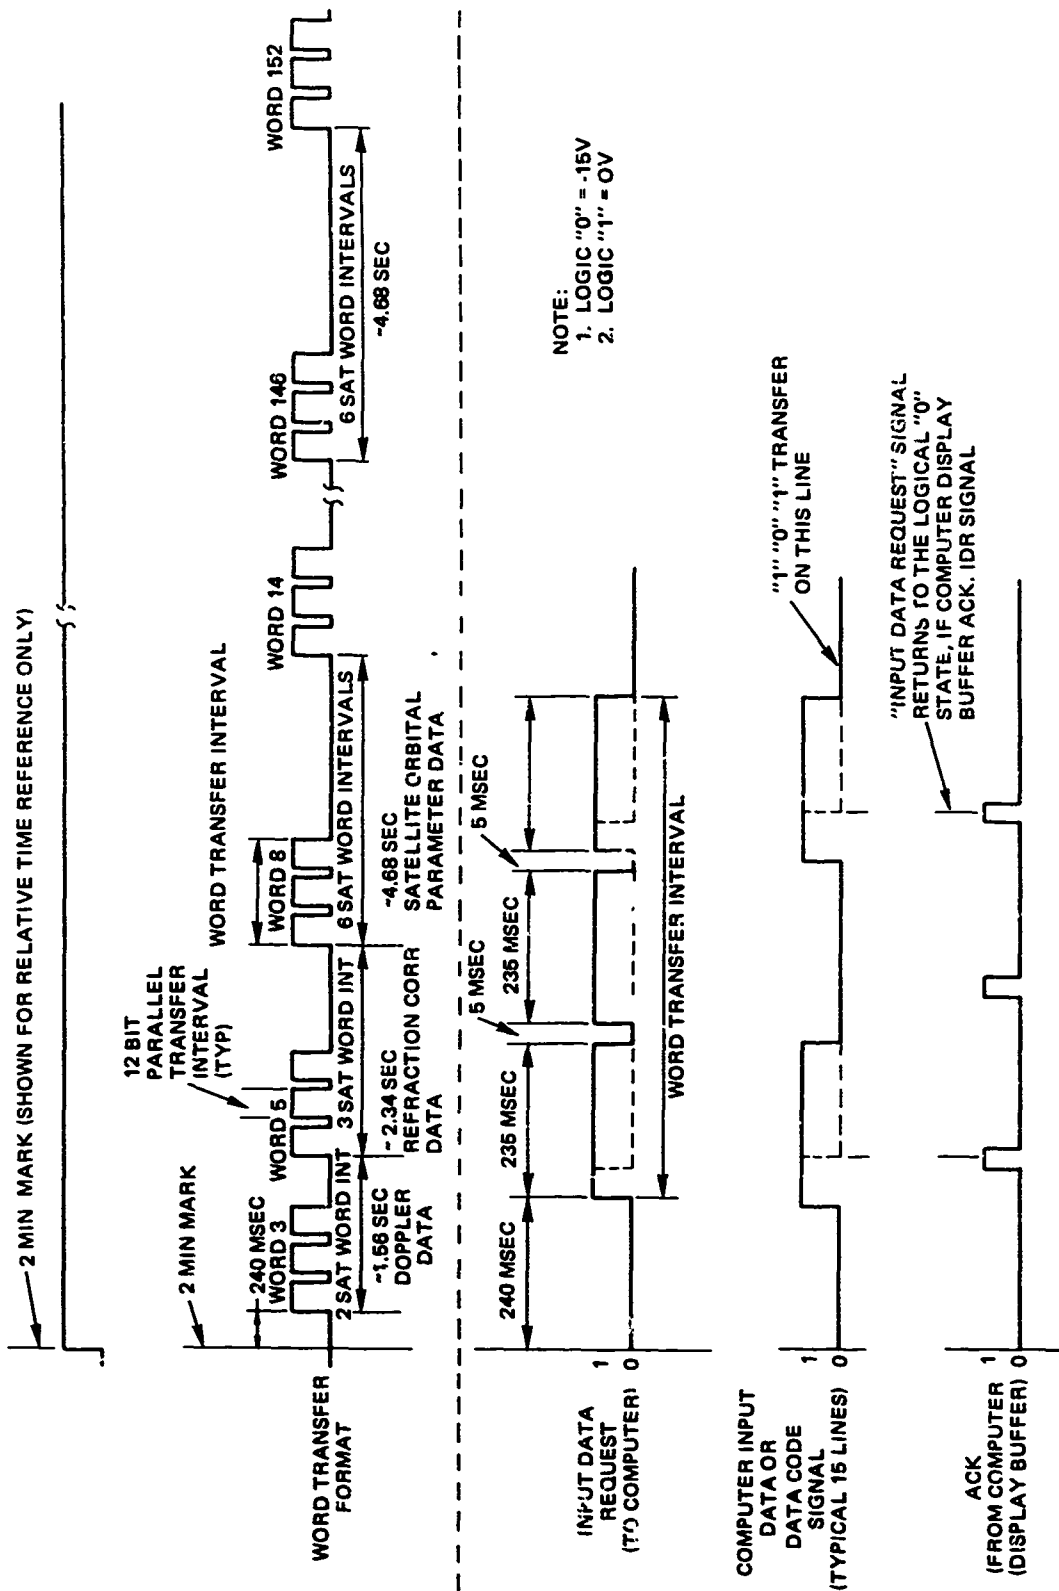 2 MIN MARK (SHOWN FOR RELATIVE TIME REFERENCE ONLY)
2 MIN MARK
240 MSEC
WORD 3
12 BIT
PARALLEL
TRANSFER
INTERVAL
(TYP)
WORD 5
WORD TRANSFER INTERVAL
WORD 8
WORD 14
WORD 146
WORD 152
WORD TRANSFER
FORMAT
2 SAT WORD INT
~1.56 SEC
DOPPLER
DATA
3 SAT WORD INT
~2.34 SEC
REFRACTION CORR
DATA
6 SAT WORD INTERVALS
~4.68 SEC
SATELLITE ORBITAL
PARAMETER DATA
6 SAT WORD INTERVALS
~4.68 SEC
INPUT DATA
REQUEST
(TO COMPUTER)
1
0
240 MSEC
235 MSEC
5 MSEC
235 MSEC
5 MSEC
WORD TRANSFER INTERVAL
NOTE:
1. LOGIC "0" = -15V
2. LOGIC "1" = 0V
COMPUTER INPUT
DATA OR
DATA CODE
SIGNAL
(TYPICAL 15 LINES)
1
0
"1" "0" "1" TRANSFER
ON THIS LINE
ACK
(FROM COMPUTER
(DISPLAY BUFFER)
1
0
"INPUT DATA REQUEST" SIGNAL
RETURNS TO THE LOGICAL "0"
STATE, IF COMPUTER DISPLAY
BUFFER ACK. IDR SIGNAL